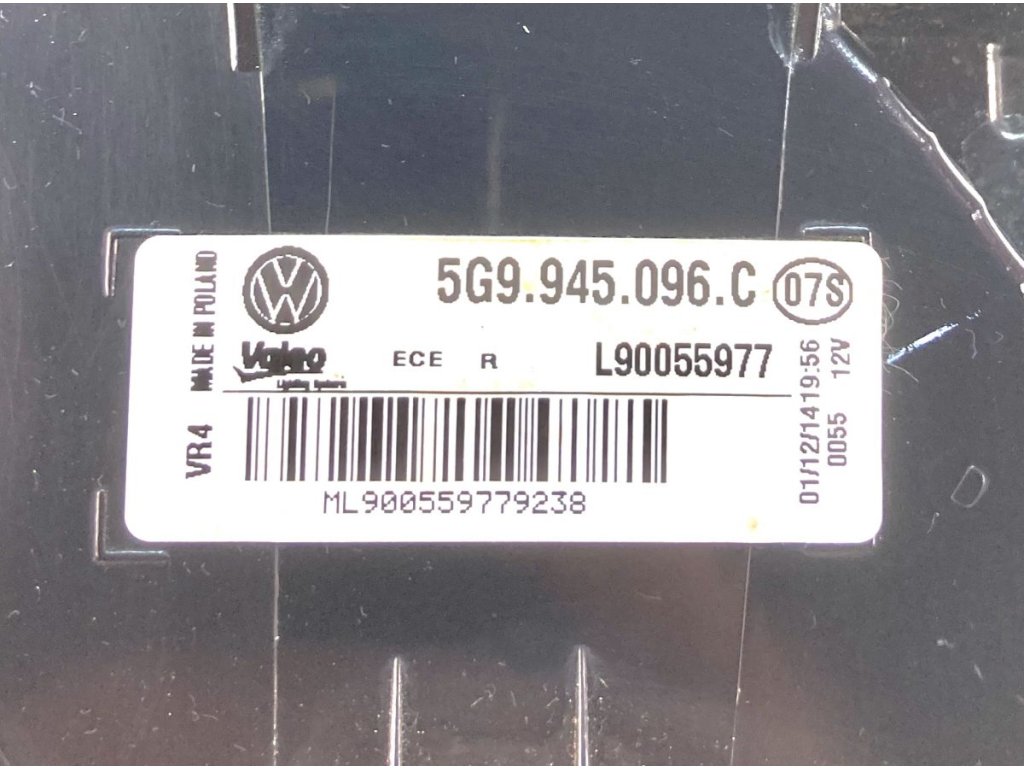 MADE IN POLAND
VR4
VW
5G9.945.096.C
07S
Valeo
Lighting Systems
ECE R
L90055977
ML900559779238
01/12/14 19:56
0055 12V